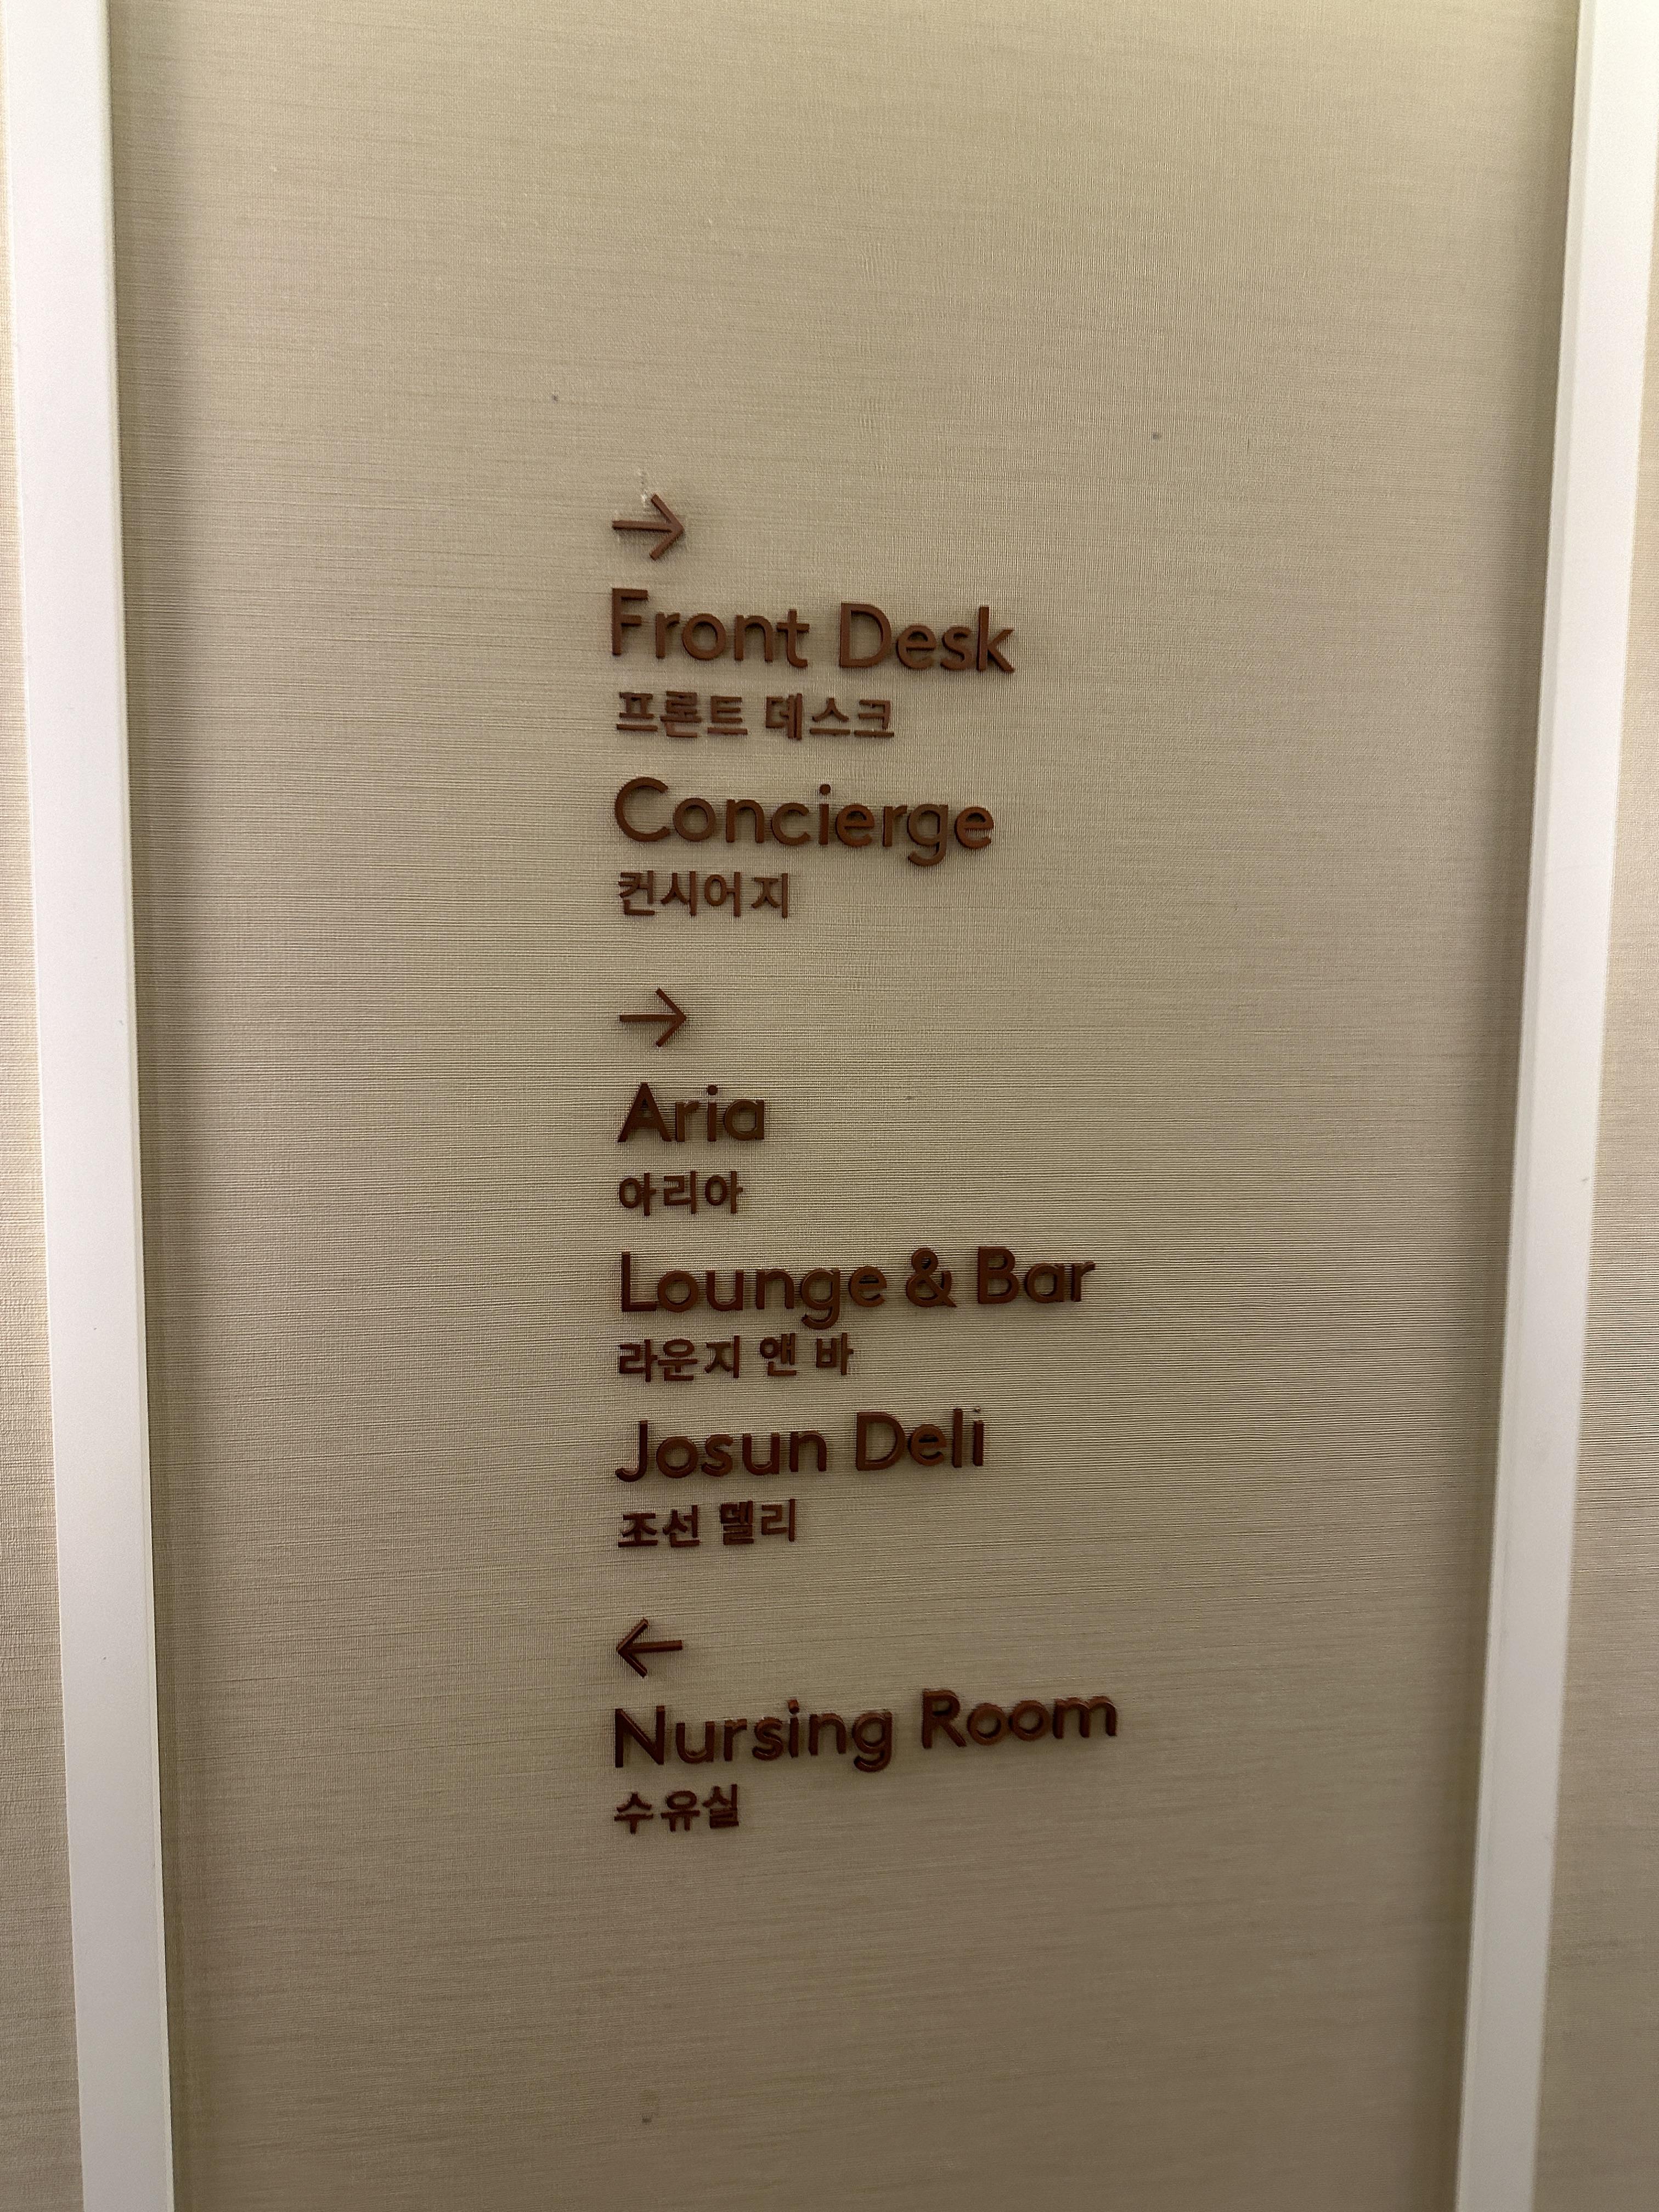 →
Front Desk
프론트 데스크
Concierge
컨시어지
→
Aria
아리아
Lounge & Bar
라운지 앤 바
Josun Deli
조선 델리
←
Nursing Room
수유실